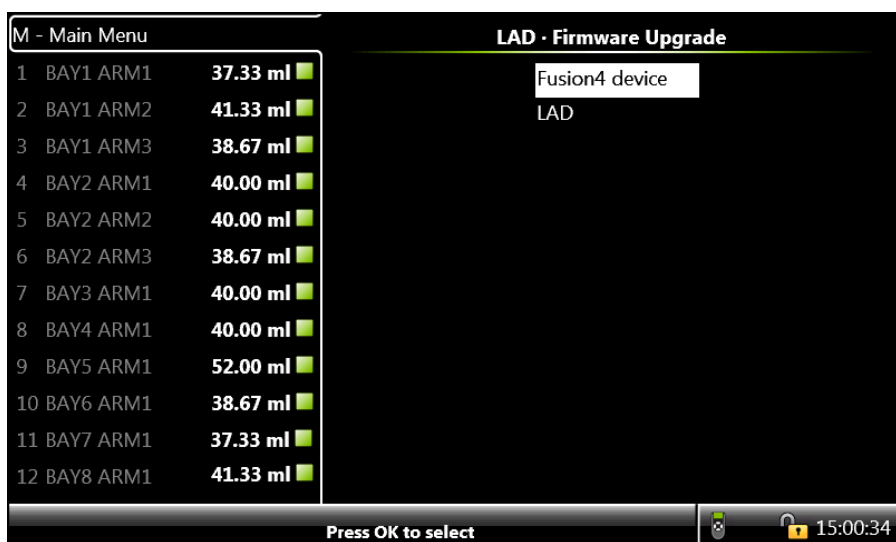 M - Main Menu
1 BAY1 ARM1 37.33 ml
2 BAY1 ARM2 41.33 ml
3 BAY1 ARM3 38.67 ml
4 BAY2 ARM1 40.00 ml
5 BAY2 ARM2 40.00 ml
6 BAY2 ARM3 38.67 ml
7 BAY3 ARM1 40.00 ml
8 BAY4 ARM1 40.00 ml
9 BAY5 ARM1 52.00 ml
10 BAY6 ARM1 38.67 ml
11 BAY7 ARM1 37.33 ml
12 BAY8 ARM1 41.33 ml
LAD · Firmware Upgrade
Fusion4 device
LAD
Press OK to select
15:00:34